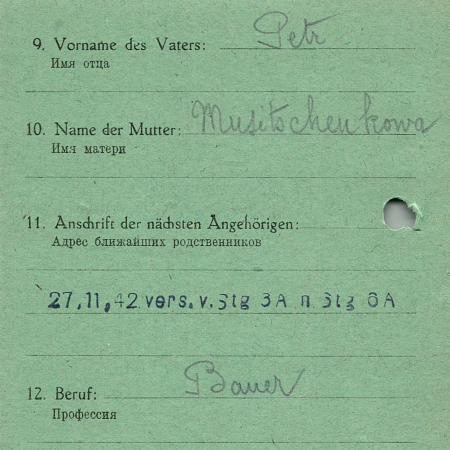 9. Vorname des Vaters: Petr
Имя отца
10. Name der Mutter: Musitschenkowa
Имя матери
11. Anschrift der nächsten Angehörigen:
Адрес ближайших родственников
27.11.42 vers. v. Stg 3A n. Stg 8A
12. Beruf: Bauer
Профессия